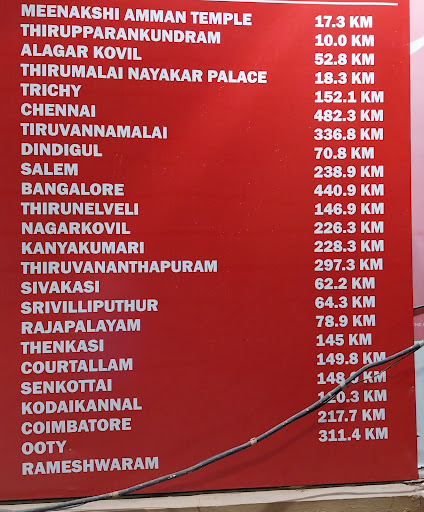 MEENAKSHI AMMAN TEMPLE 17.3 KM
THIRUPPARANKUNDRAM 10.0 KM
ALAGAR KOVIL 52.8 KM
THIRUMALAI NAYAKAR PALACE 18.3 KM
TRICHY 152.1 KM
CHENNAI 482.3 KM
TIRUVANNAMALAI 336.8 KM
DINDIGUL 70.8 KM
SALEM 238.9 KM
BANGALORE 440.9 KM
THIRUNELVELI 146.9 KM
NAGARKOVIL 226.3 KM
KANYAKUMARI 228.3 KM
THIRUVANANTHAPURAM 297.3 KM
SIVAKASI 62.2 KM
SRIVILLIPUTHUR 64.3 KM
RAJAPALAYAM 78.9 KM
THENKASI 145 KM
COURTALLAM 149.8 KM
SENKOTTAI KM
KODAIKANNAL KM
COIMBATORE 217.7 KM
OOTY 311.4 KM
RAMESHWARAM